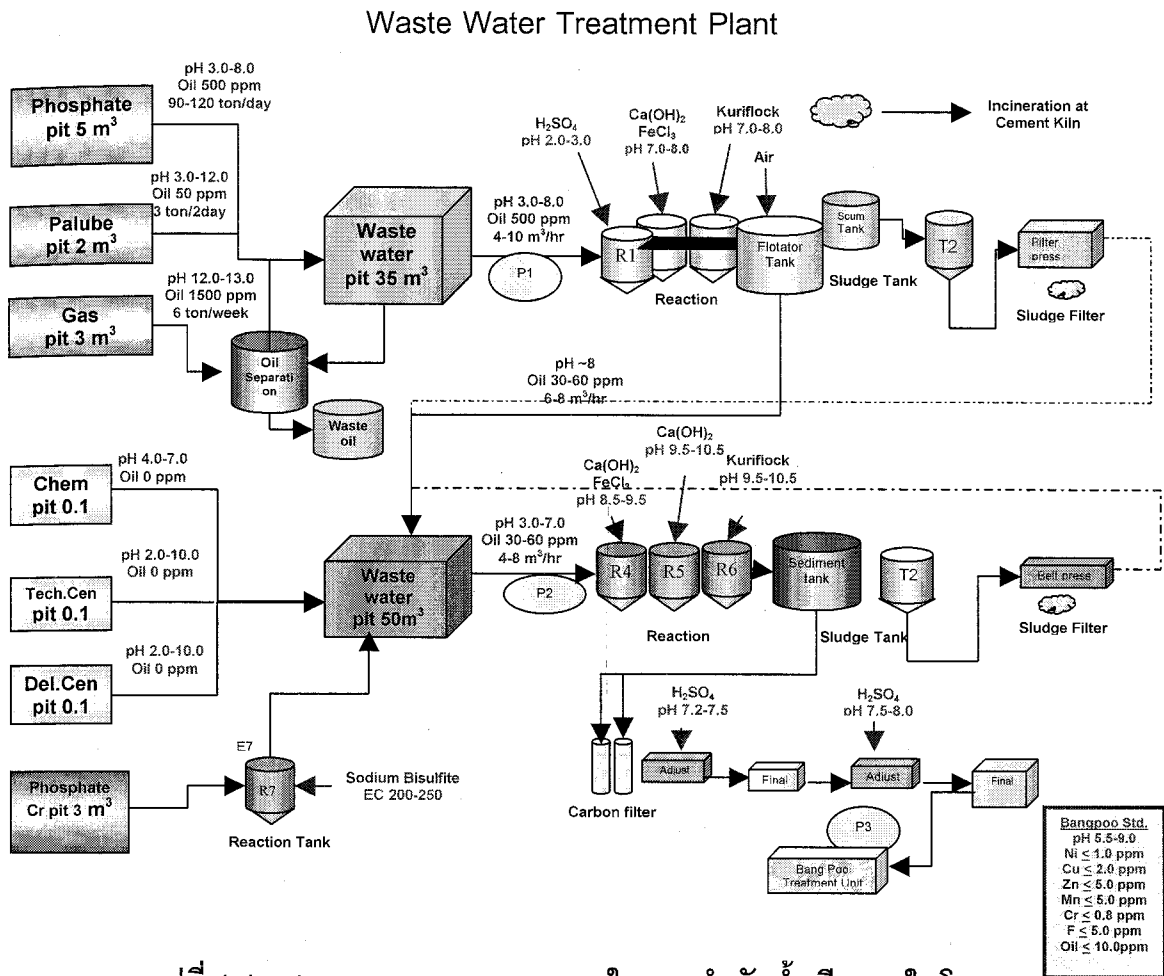 Waste Water Treatment Plant
pH 3.0-8.0
Oil 500 ppm
90-120 ton/day
Phosphate
pit 5 m³
pH 3.0-12.0
Oil 50 ppm
3 ton/2day
Palube
pit 2 m³
pH 12.0-13.0
Oil 1500 ppm
6 ton/week
Gas
pit 3 m³
Oil
Separati
on
Waste
oil
Waste
water
pit 35 m³
pH 3.0-8.0
Oil 500 ppm
4-10 m³/hr
P1
H₂SO₄
pH 2.0-3.0
Ca(OH)₂
FeCl₃
pH 7.0-8.0
Kuriflock
pH 7.0-8.0
Air
R1
Reaction
Flotator
Tank
Scum
Tank
Sludge Tank
T2
Filter
press
Sludge Filter
Incineration at
Cement Kiln
pH ~8
Oil 30-60 ppm
6-8 m³/hr
Chem
pit 0.1
pH 4.0-7.0
Oil 0 ppm
Tech.Cen
pit 0.1
pH 2.0-10.0
Oil 0 ppm
Del.Cen
pit 0.1
pH 2.0-10.0
Oil 0 ppm
Waste
water
pit 50m³
pH 3.0-7.0
Oil 30-60 ppm
4-8 m³/hr
P2
Ca(OH)₂
FeCl₃
pH 8.5-9.5
Ca(OH)₂
pH 9.5-10.5
Kuriflock
pH 9.5-10.5
R4
R5
R6
Reaction
Sediment
tank
Sludge Tank
T2
Belt press
Sludge Filter
Phosphate
Cr pit 3 m³
E7
R7
Reaction Tank
Sodium Bisulfite
EC 200-250
Carbon filter
H₂SO₄
pH 7.2-7.5
Adjust
Final
H₂SO₄
pH 7.5-8.0
Adjust
Final
P3
Bang Poo
Treatment Unit
Bangpoo Std.
pH 5.5-9.0
Ni ≤ 1.0 ppm
Cu ≤ 2.0 ppm
Zn ≤ 5.0 ppm
Mn ≤ 5.0 ppm
Cr ≤ 0.8 ppm
F ≤ 5.0 ppm
Oil ≤ 10.0ppm